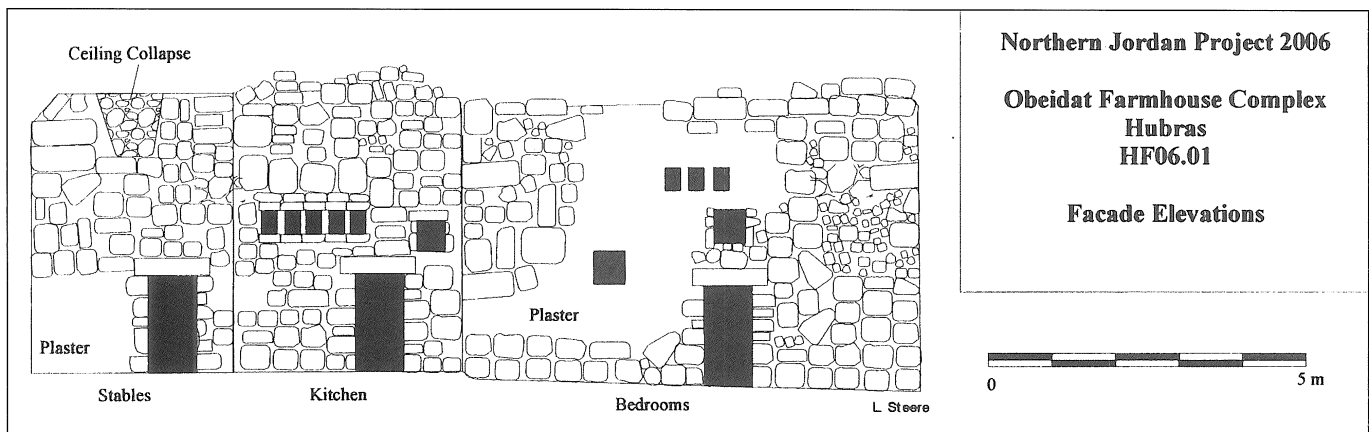 Ceiling Collapse
Plaster
Stables
Kitchen
Plaster
Bedrooms
L. Steere
Northern Jordan Project 2006
Obeidat Farmhouse Complex
Hubras
HF06.01
Facade Elevations
0
5 m